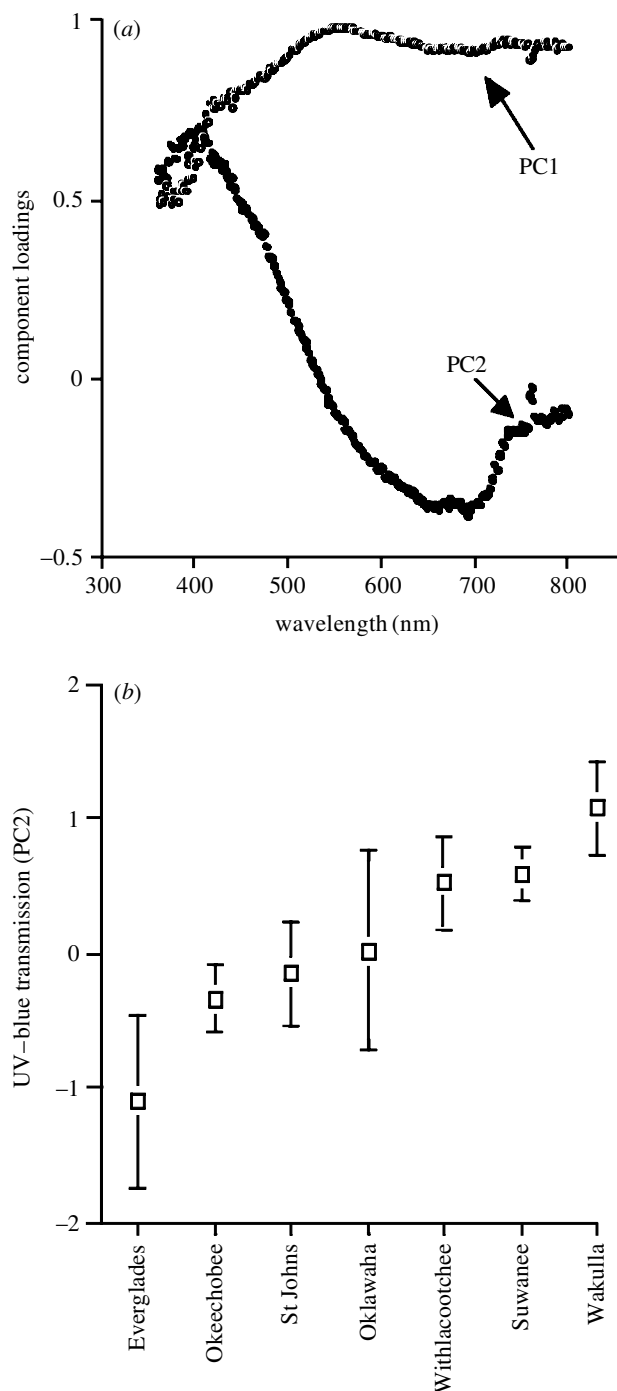 (a)
1
0.5
0
–0.5
component loadings
PC1
PC2
300 400 500 600 700 800
wavelength (nm)
(b)
2
1
0
–1
–2
UV–blue transmission (PC2)
Everglades
Okeechobee
St Johns
Oklawaha
Withlacootchee
Suwanee
Wakulla